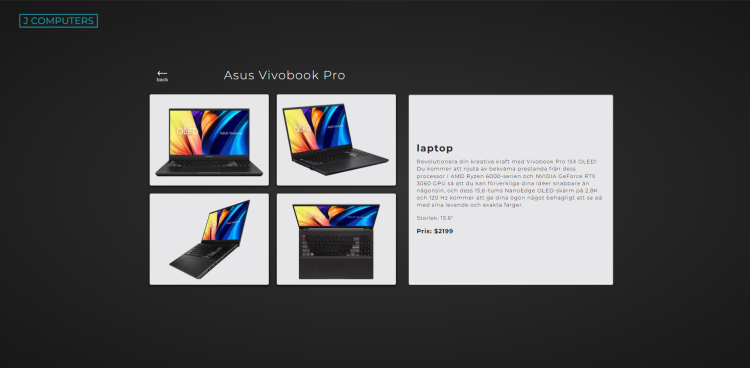 J COMPUTERS
back
Asus Vivobook Pro
OLED
ASUS Vivobook
laptop
Revolutionera din kreativa kraft med Vivobook Pro 15X OLED!
Du kommer att njuta av bekväma prestanda från dess
processor i AMD Ryzen 6000-serien och NVIDIA GeForce RTX
3060 GPU så att du kan förverkliga dina idéer snabbare än
någonsin, och dess 15,6-tums NanoEdge OLED-skärm på 2,8K
och 120 Hz kommer att ge dina ögon något behagligt att se på
med sina levande och exakta färger.
Storlek: 15.6"
Pris: $2199